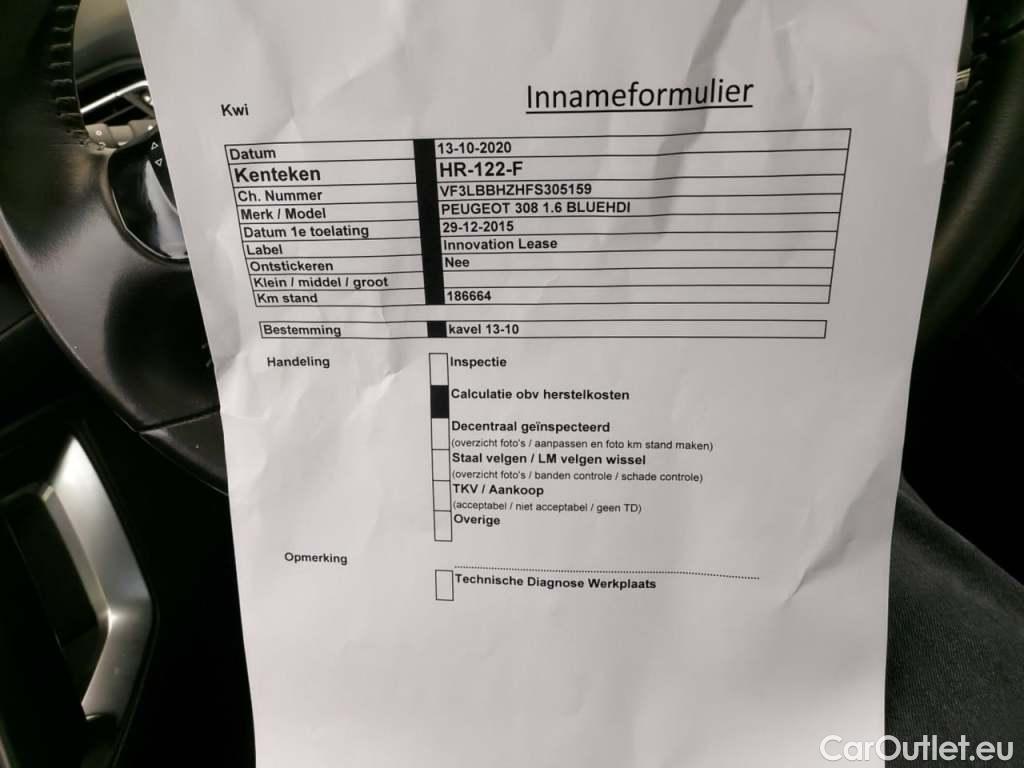 Innameformulier
Kwi
Datum 13-10-2020
Kenteken HR-122-F
Ch. Nummer VF3LBBHZHFS305159
Merk / Model PEUGEOT 308 1.6 BLUEHDI
Datum 1e toelating 29-12-2015
Label Innovation Lease
Ontstickeren Nee
Klein / middel / groot
Km stand 186664
Bestemming kavel 13-10
Handeling Inspectie
Calculatie obv herstelkosten
Decentraal geïnspecteerd
(overzicht foto's / aanpassen en foto km stand maken)
Staal velgen / LM velgen wissel
(overzicht foto's / banden controle / schade controle)
TKV / Aankoop
(acceptabel / niet acceptabel / geen TD)
Overige
Opmerking
Technische Diagnose Werkplaats
CarOutlet.eu